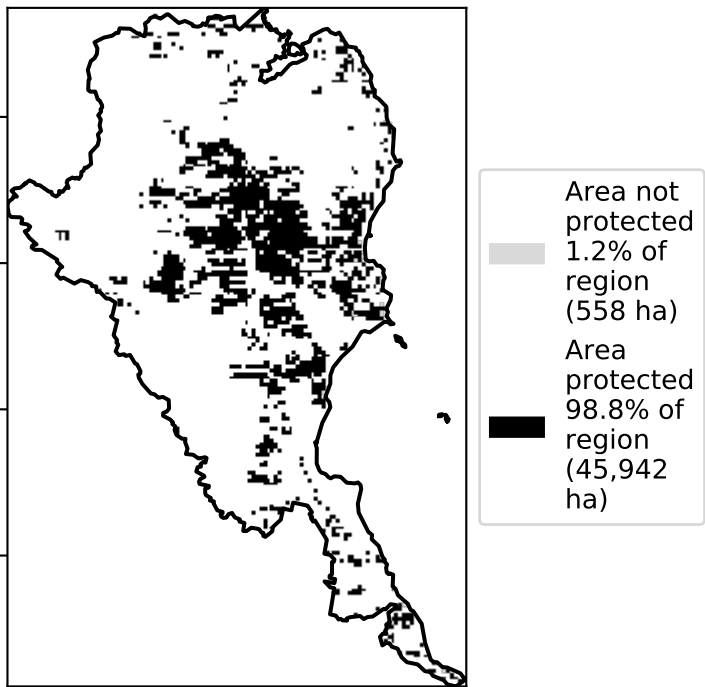 Area not
protected
1.2% of
region
(558 ha)
Area
protected
98.8% of
region
(45,942
ha)